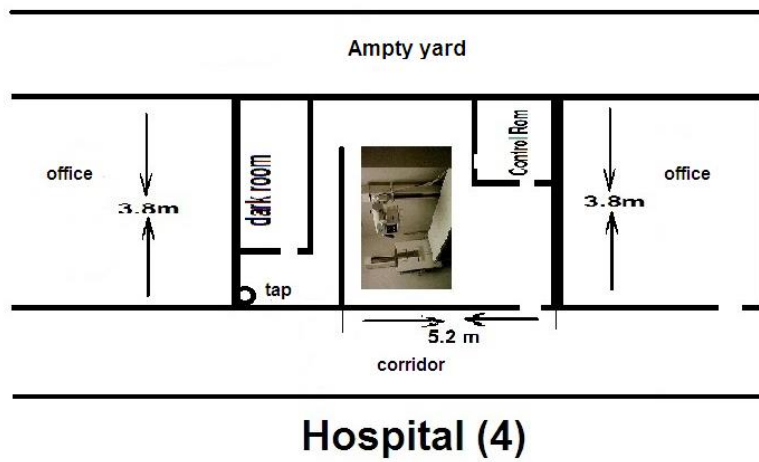 Ampty yard
office
3.8m
dark room
tap
Control Rom
office
3.8m
5.2 m
corridor
Hospital (4)